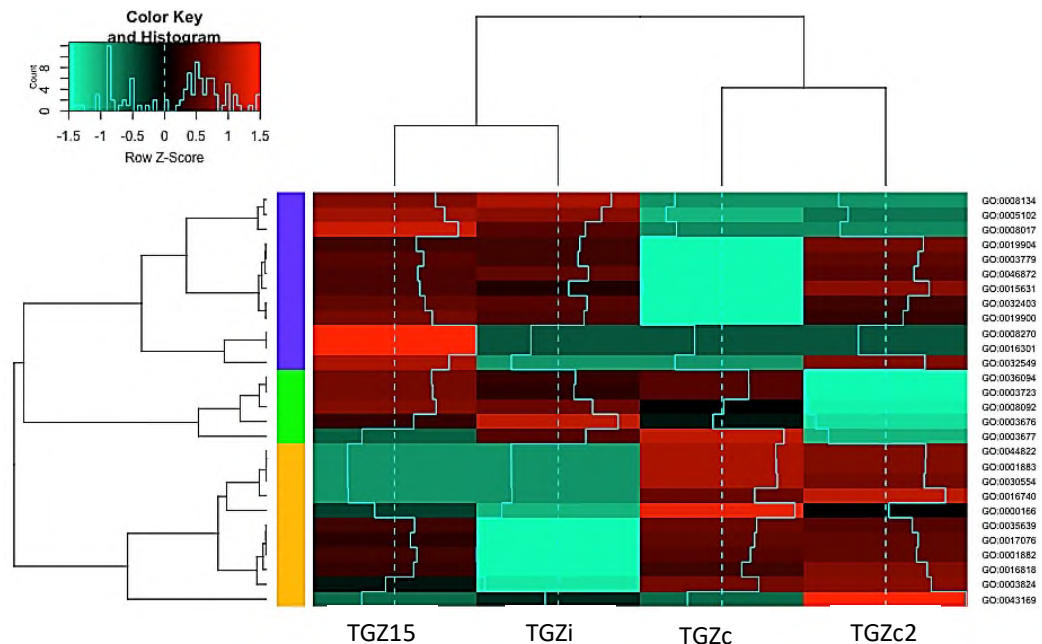 Color Key
and Histogram
Count
0 4 8
-1.5 -1 -0.5 0 0.5 1 1.5
Row Z-Score
GO:0008134
GO:0005102
GO:0008017
GO:0019904
GO:0003779
GO:0046872
GO:0015631
GO:0032403
GO:0019900
GO:0008270
GO:0016301
GO:0032549
GO:0036094
GO:0003723
GO:0008092
GO:0003676
GO:0003677
GO:0044822
GO:0001883
GO:0030554
GO:0016740
GO:0000166
GO:0035639
GO:0017076
GO:0001882
GO:0016818
GO:0003824
GO:0043169
TGZ15 TGZi TGZc TGZc2